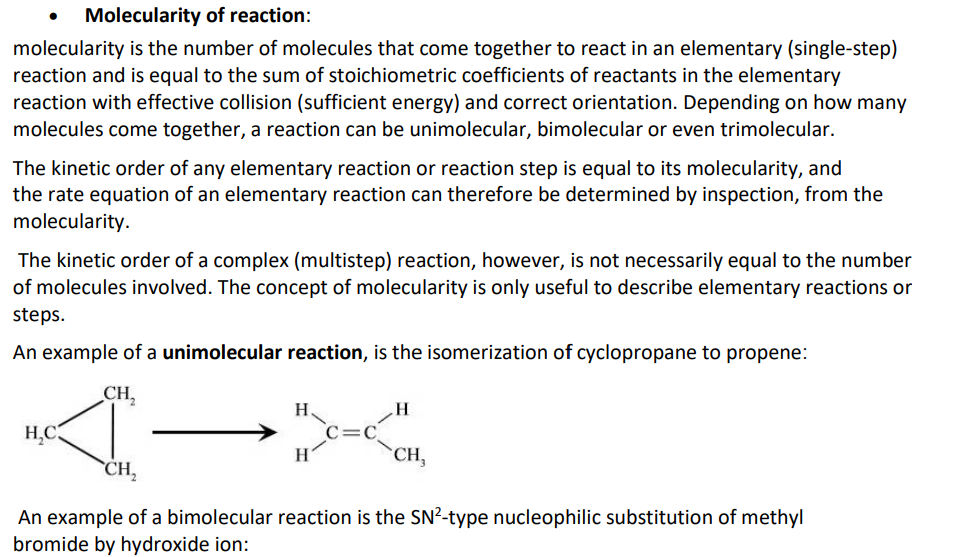 • Molecularity of reaction:
molecularity is the number of molecules that come together to react in an elementary (single-step)
reaction and is equal to the sum of stoichiometric coefficients of reactants in the elementary
reaction with effective collision (sufficient energy) and correct orientation. Depending on how many
molecules come together, a reaction can be unimolecular, bimolecular or even trimolecular.
The kinetic order of any elementary reaction or reaction step is equal to its molecularity, and
the rate equation of an elementary reaction can therefore be determined by inspection, from the
molecularity.
The kinetic order of a complex (multistep) reaction, however, is not necessarily equal to the number
of molecules involved. The concept of molecularity is only useful to describe elementary reactions or
steps.
An example of a unimolecular reaction, is the isomerization of cyclopropane to propene:
CH₂
H H
H₂C C=C
H CH₃
CH₂
An example of a bimolecular reaction is the SN²-type nucleophilic substitution of methyl
bromide by hydroxide ion: